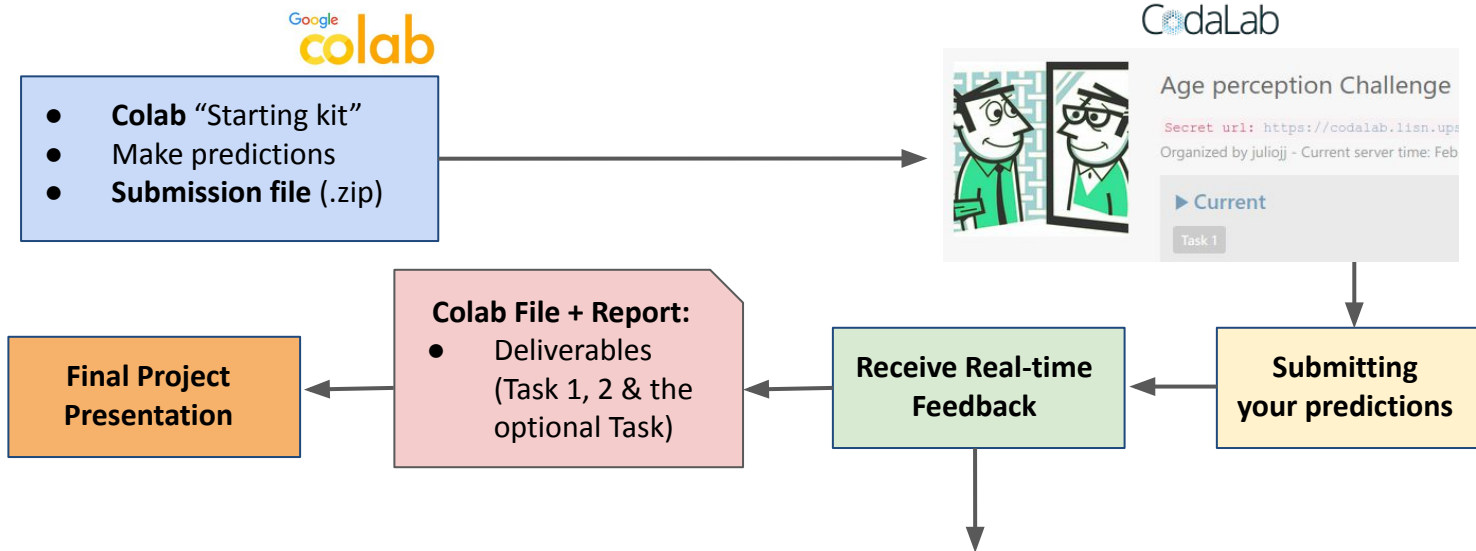 Google
colab
CodaLab
● Colab “Starting kit”
● Make predictions
● Submission file (.zip)
Age perception Challenge
Secret url: https://codalab.lisn.ups
Organized by juliojj - Current server time: Feb
▶ Current
Task 1
Submitting
your predictions
Receive Real-time
Feedback
Colab File + Report:
● Deliverables
(Task 1, 2 & the
optional Task)
Final Project
Presentation